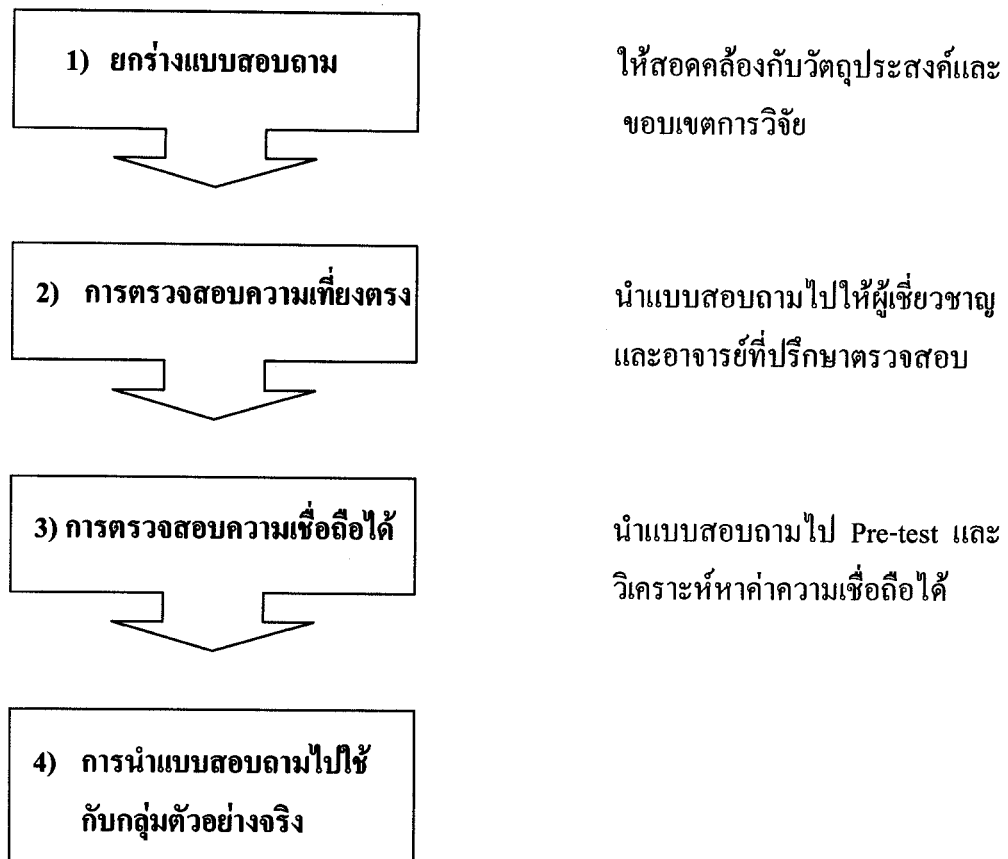 1) ยกร่างแบบสอบถาม
ให้สอดคล้องกับวัตถุประสงค์และ
ขอบเขตการวิจัย
2) การตรวจสอบความเที่ยงตรง
นำแบบสอบถามไปให้ผู้เชี่ยวชาญ
และอาจารย์ที่ปรึกษาตรวจสอบ
3) การตรวจสอบความเชื่อถือได้
นำแบบสอบถามไป Pre-test และ
วิเคราะห์หาค่าความเชื่อถือได้
4) การนำแบบสอบถามไปใช้
กับกลุ่มตัวอย่างจริง